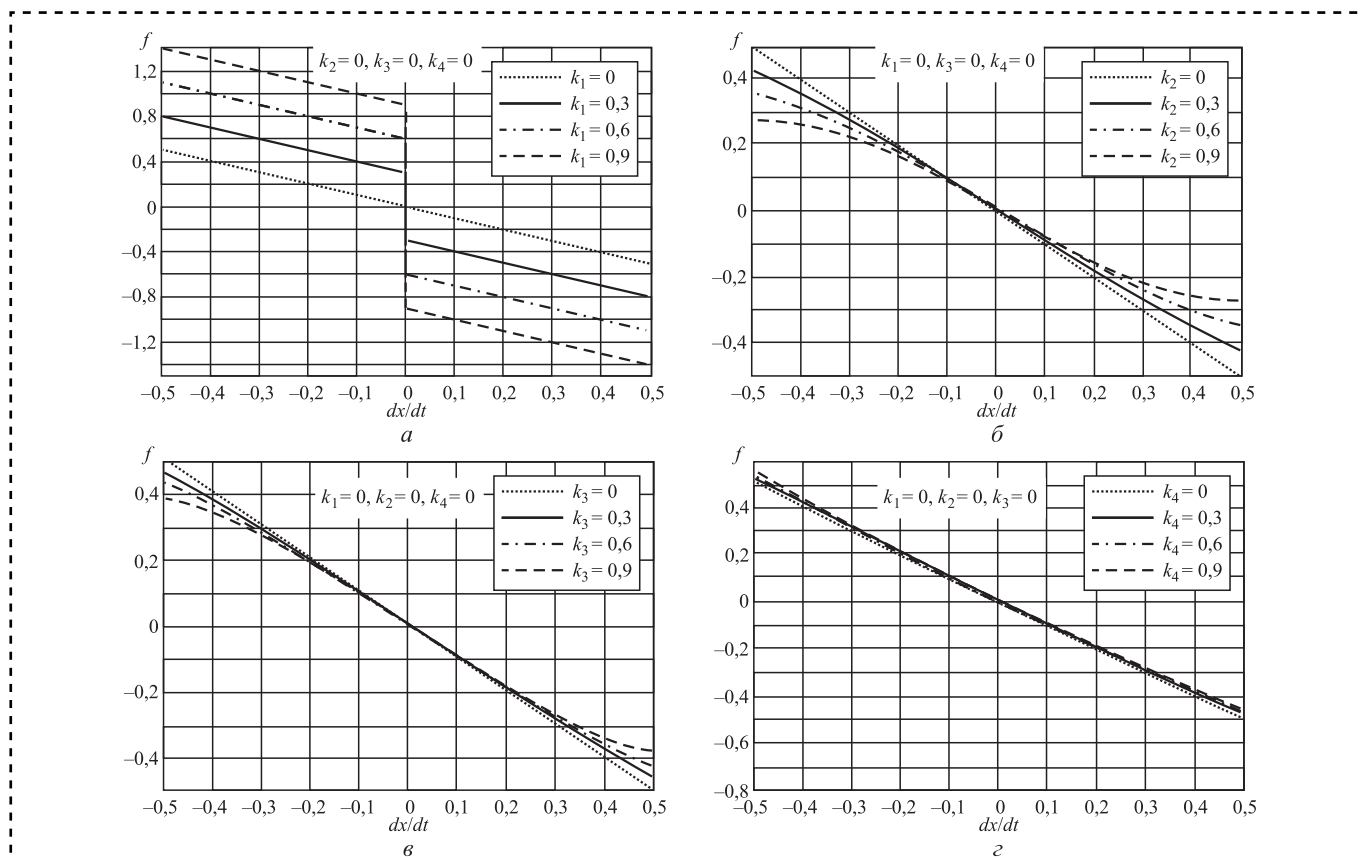 f
k1 = 0, k3 = 0, k4 = 0
k2 = 0, k3 = 0, k4 = 0
k1 = 0
k1 = 0,3
k1 = 0,6
k1 = 0,9
1,2
0,8
0,4
0
–0,4
–0,8
–1,2
–0,5 –0,4 –0,3 –0,2 –0,1 0 0,1 0,2 0,3 0,4 0,5
dx/dt
а
f
k2 = 0
k2 = 0,3
k2 = 0,6
k2 = 0,9
0,4
0,2
0
–0,2
–0,4
–0,5 –0,4 –0,3 –0,2 –0,1 0 0,1 0,2 0,3 0,4 0,5
dx/dt
б
f
k1 = 0, k2 = 0, k4 = 0
k3 = 0
k3 = 0,3
k3 = 0,6
k3 = 0,9
0,4
0,2
0
–0,2
–0,4
–0,5 –0,4 –0,3 –0,2 –0,1 0 0,1 0,2 0,3 0,4 0,5
dx/dt
в
f
k1 = 0, k2 = 0, k3 = 0
k4 = 0
k4 = 0,3
k4 = 0,6
k4 = 0,9
0,4
0,2
0
–0,2
–0,4
–0,6
–0,8
–0,5 –0,4 –0,3 –0,2 –0,1 0 0,1 0,2 0,3 0,4 0,5
dx/dt
г